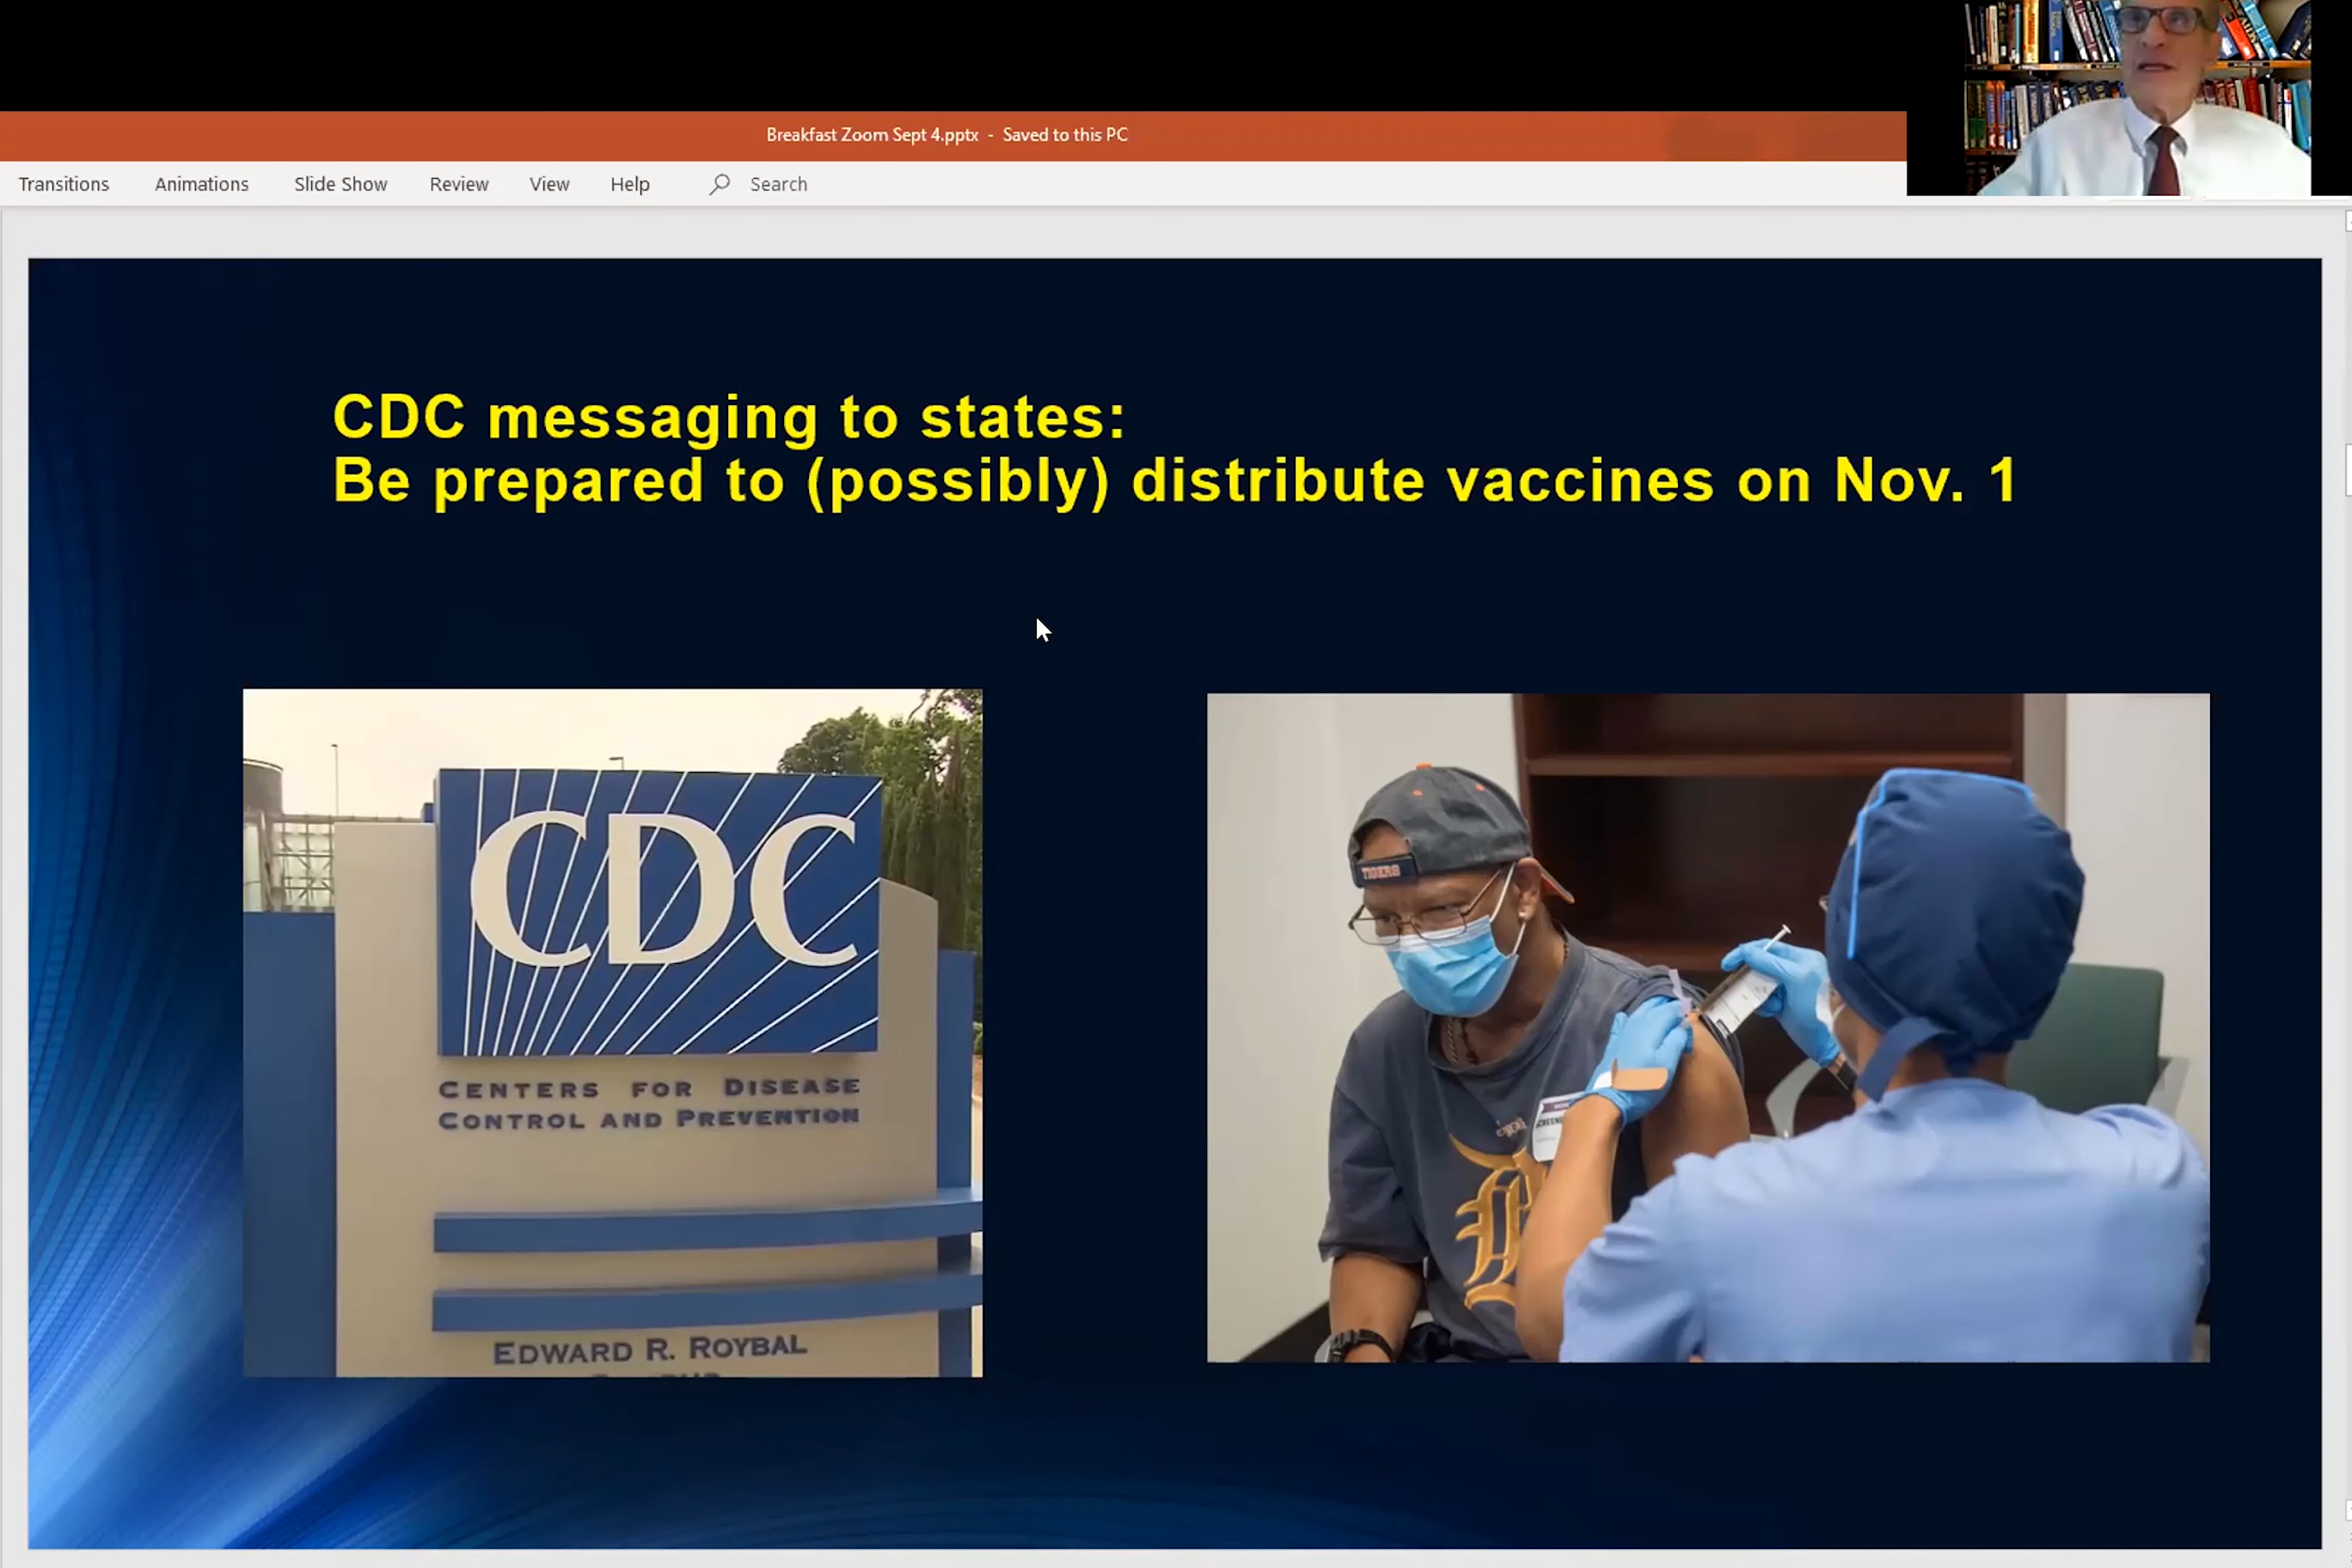 Breakfast Zoom Sept 4.pptx - Saved to this PC
Transitions Animations Slide Show Review View Help Search
CDC messaging to states:
Be prepared to (possibly) distribute vaccines on Nov. 1
CDC
CENTERS FOR DISEASE
CONTROL AND PREVENTION
EDWARD R. ROYBAL
TIGERS